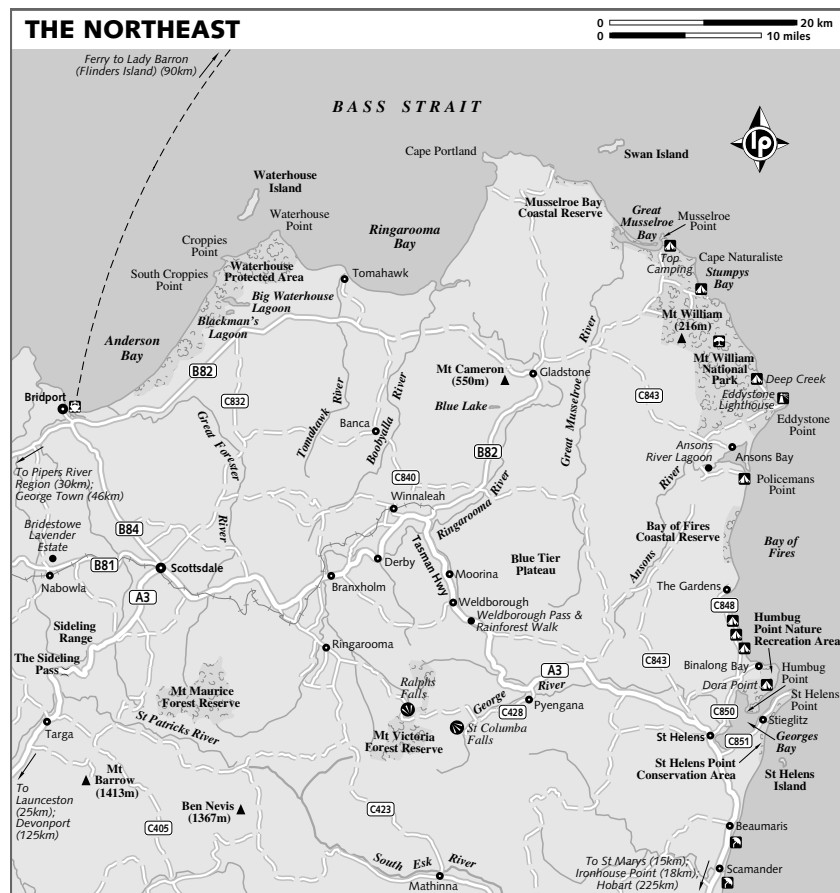 THE NORTHEAST
0 20 km
0 10 miles
Ferry to Lady Barron
(Flinders Island) (90km)
BASS STRAIT
lp
Cape Portland
Swan Island
Waterhouse
Island
Musselroe Bay
Coastal Reserve
Great
Musselroe
Bay
Musselroe
Point
Waterhouse
Point
Ringarooma
Bay
Croppies
Point
Top
Camping
Cape Naturaliste
Stumpys
Bay
South Croppies
Point
Waterhouse
Protected Area
Tomahawk
Big Waterhouse
Lagoon
Blackman's
Lagoon
Mt William
(216m)
Anderson
Bay
River
Mt William
National
Park
Mt Cameron
(550m)
Gladstone
B82
Deep Creek
Bridport
C832
River
River
Blue Lake
C843
Eddystone
Lighthouse
Eddystone
Point
Great Forester
Tomahawk
Banca
Boobyalla
Great Musselroe
B82
Ansons
River Lagoon
Ansons Bay
To Pipers River
Region (30km);
George Town (46km)
C840
River
Policemans
Point
Winnaleah
Ringarooma River
River
Bridestowe
Lavender
Estate
B84
Bay of Fires
Coastal Reserve
Bay of
Fires
B81
Scottsdale
Derby
Tasman Hwy
Blue Tier
Plateau
Ansons
Nabowla
Branxholm
Moorina
The Gardens
A3
Weldborough
C848
Sideling
Range
Weldborough Pass &
Rainforest Walk
Humbug
Point Nature
Recreation Area
Ringarooma
The Sideling
Pass
A3
C843
Binalong Bay
Humbug
Point
Ralphs
Falls
George River
Dora Point
St Helens
Point
Mt Maurice
Forest Reserve
Pyengana
C428
C850
Stieglitz
St Patricks River
St Columba
Falls
Targa
Mt Victoria
Forest Reserve
St Helens
Georges
Bay
C851
St Helens Point
Conservation Area
St Helens
Island
Mt
Barrow
(1413m)
To
Launceston
(25km);
Devonport
(125km)
Ben Nevis
(1367m)
C423
C405
Beaumaris
South Esk River
To St Marys (15km);
Ironhouse Point (18km);
Hobart (225km)
Scamander
Mathinna